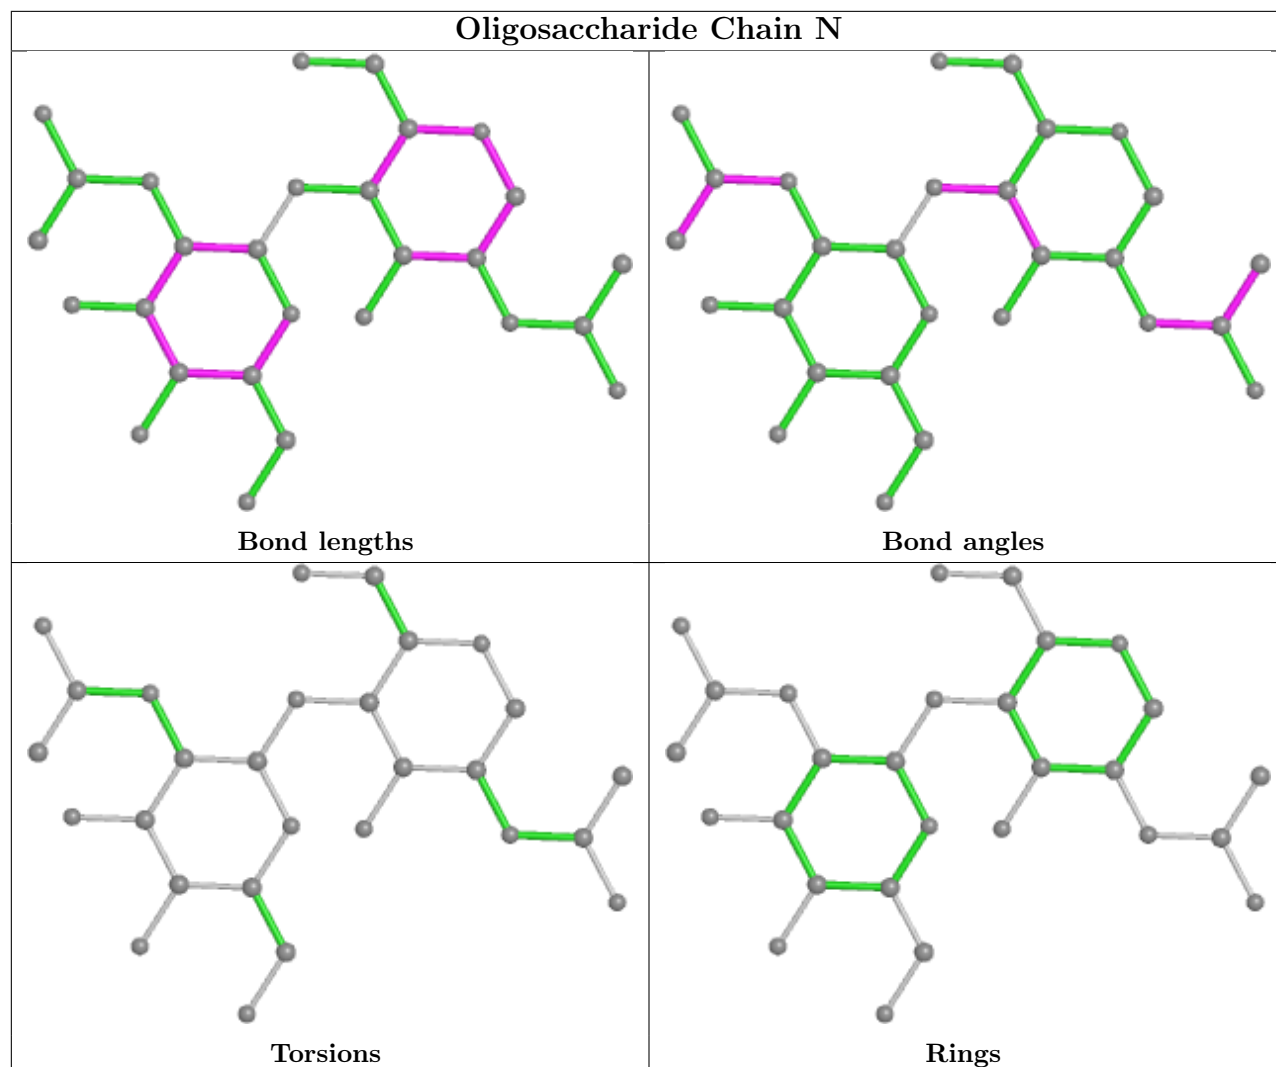 Oligosaccharide Chain N
Bond lengths
Bond angles
Torsions
Rings